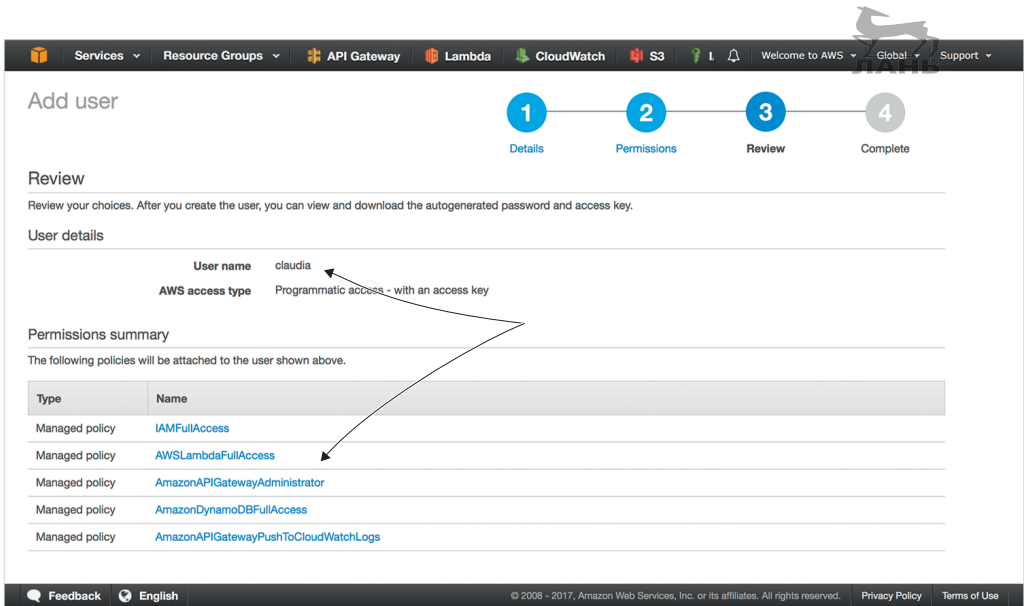 ЛАНЬ
Services Resource Groups API Gateway Lambda CloudWatch S3 I. Welcome to AWS Global Support
Add user
1 2 3 4
Details Permissions Review Complete
Review
Review your choices. After you create the user, you can view and download the autogenerated password and access key.
User details
User name claudia
AWS access type Programmatic access - with an access key
Permissions summary
The following policies will be attached to the user shown above.
Type Name
Managed policy IAMFullAccess
Managed policy AWSLambdaFullAccess
Managed policy AmazonAPIGatewayAdministrator
Managed policy AmazonDynamoDBFullAccess
Managed policy AmazonAPIGatewayPushToCloudWatchLogs
Feedback English © 2008 - 2017, Amazon Web Services, Inc. or its affiliates. All rights reserved. Privacy Policy Terms of Use